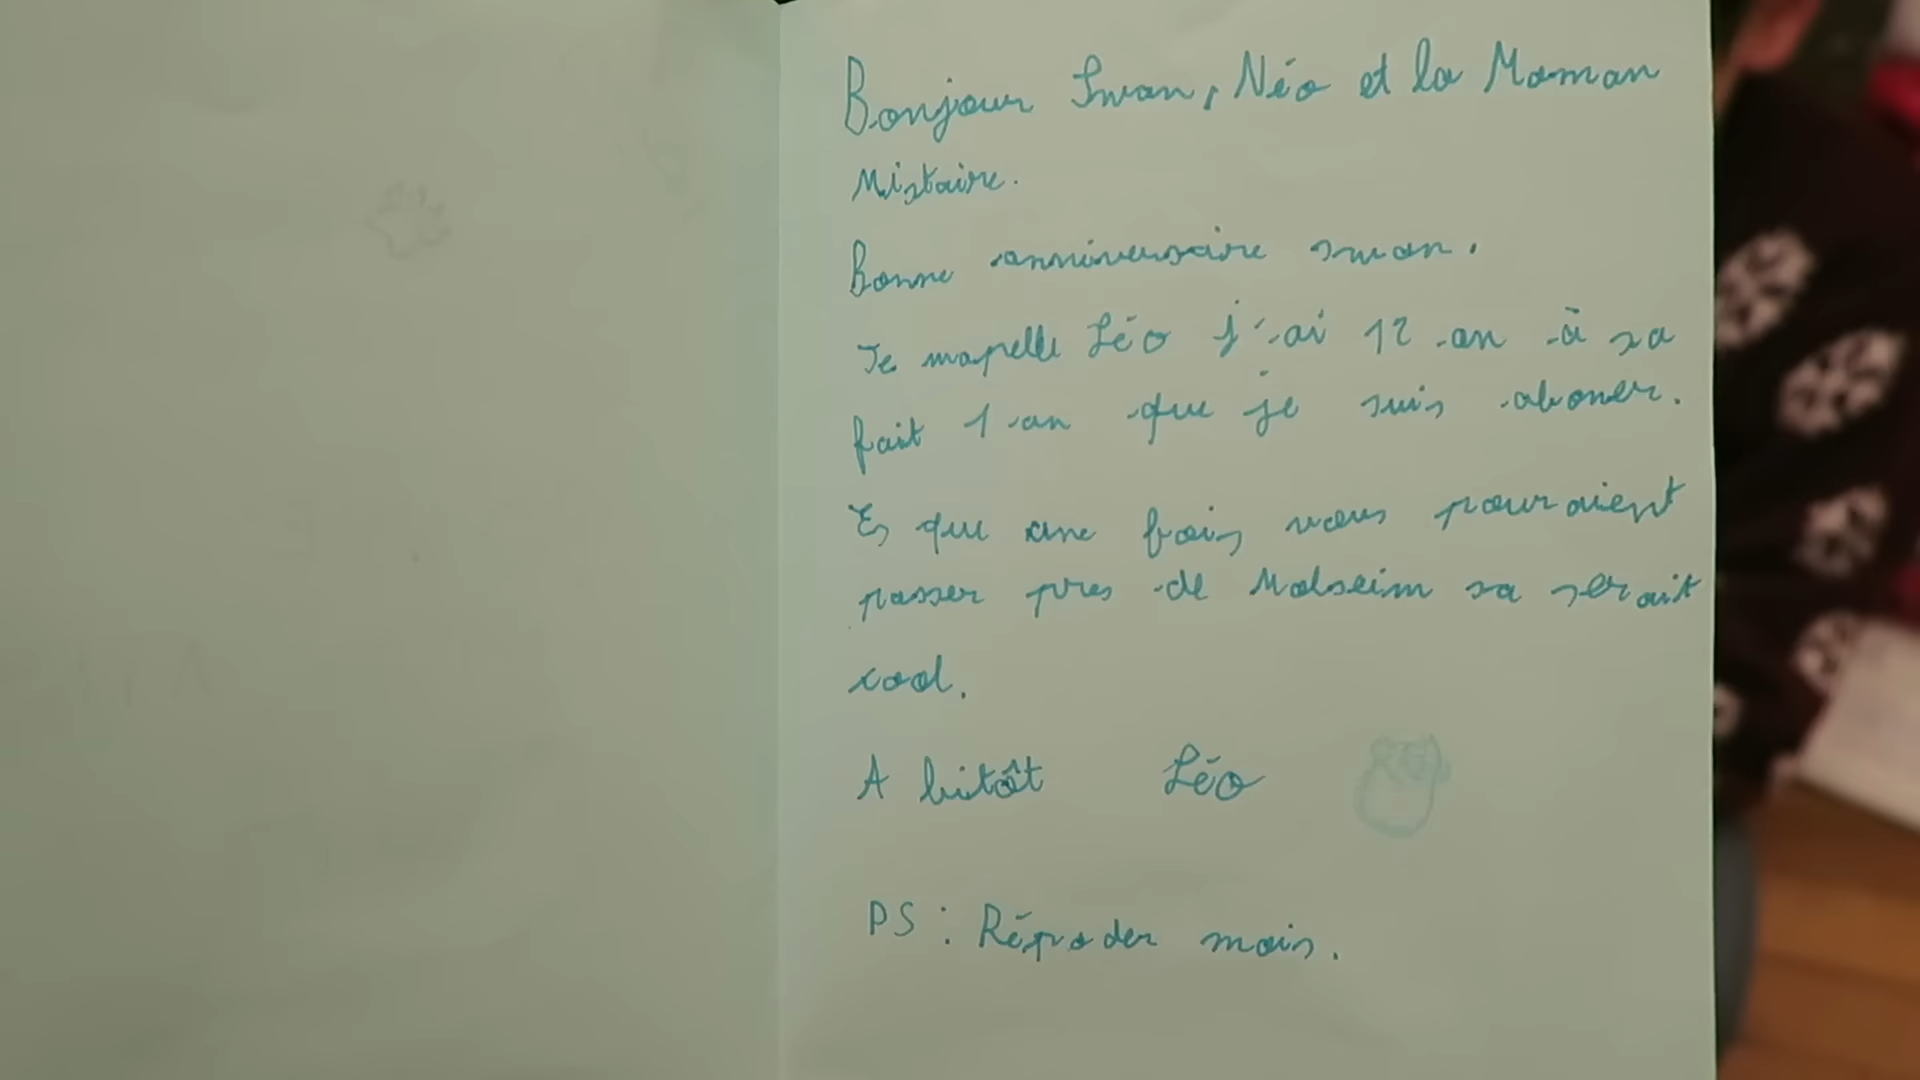 Bonjour Swan, Néo et la Maman
Mistaire.
Bonne anniversaire swan.
Je mapelle Léo j'ai 12 an à sa
fait 1 an que je suis aboner.
Es que une fois vous pouraient
passer pres de Molseim sa serait
cool.
A bitôt Léo
PS : Répoder mois.